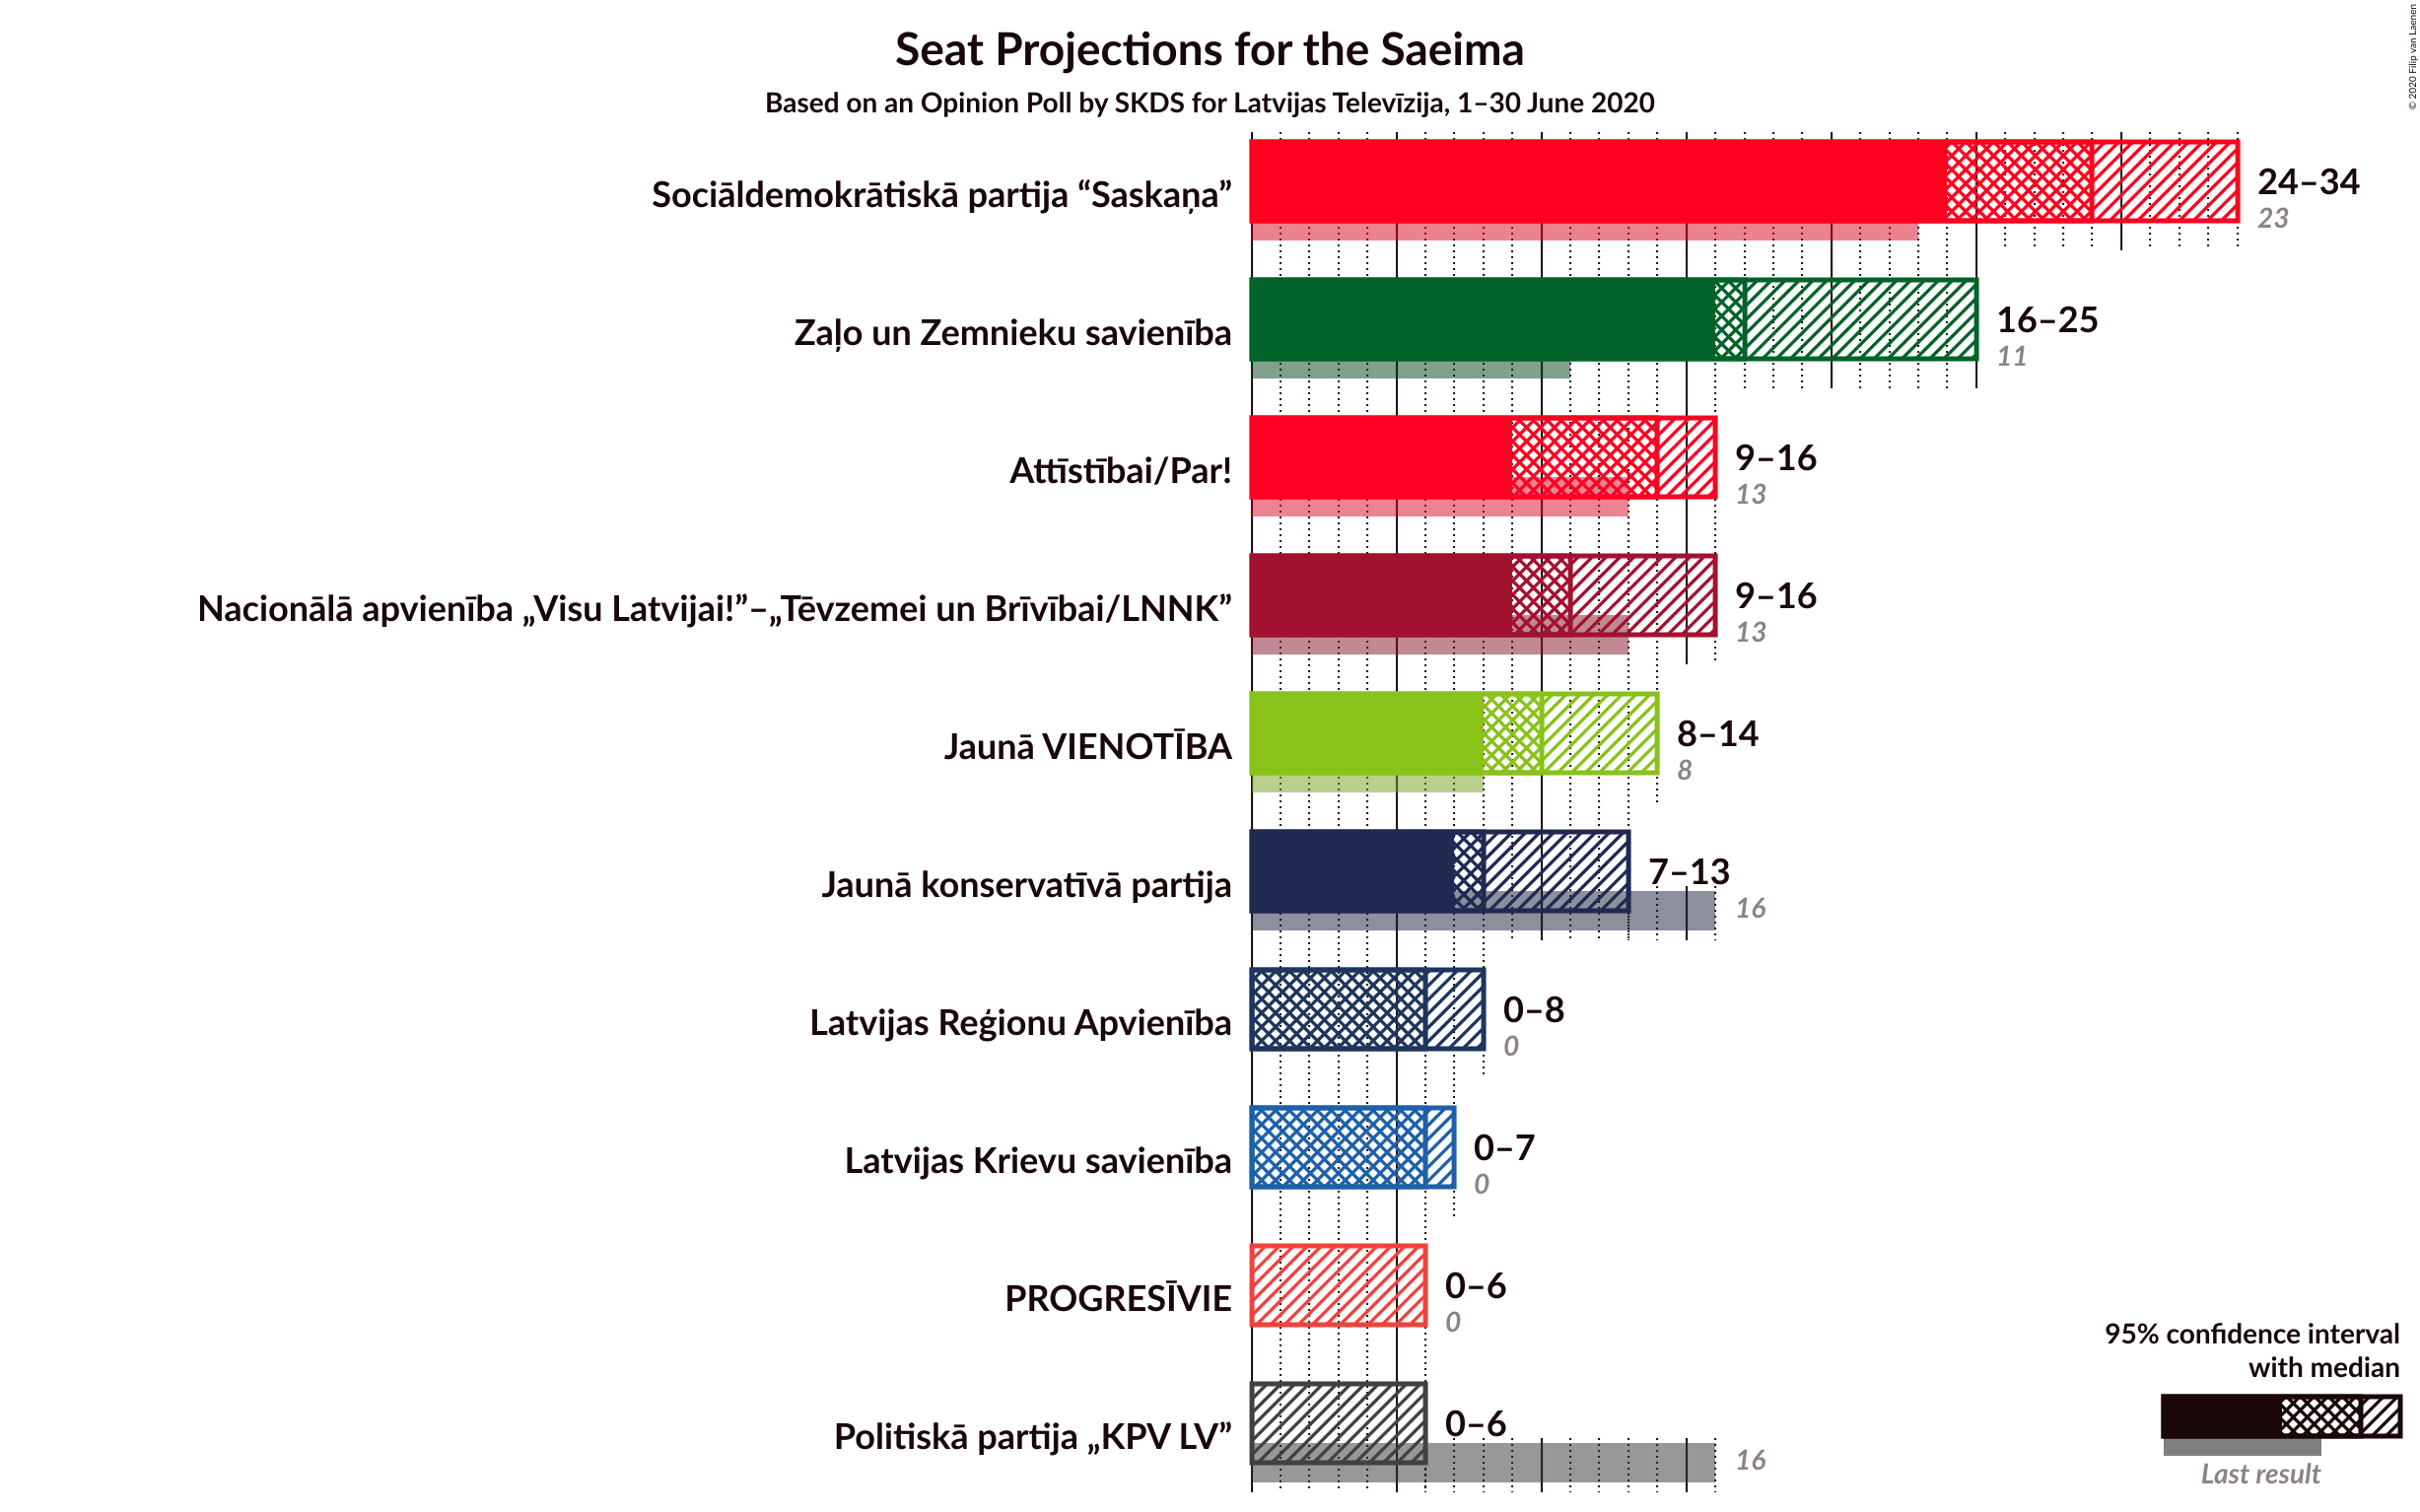 © 2020 Filip van Laenen
Seat Projections for the Saeima
Based on an Opinion Poll by SKDS for Latvijas Televīzija, 1–30 June 2020
Sociāldemokrātiskā partija “Saskaņa”
24–34
23
Zaļo un Zemnieku savienība
16–25
11
Attīstībai/Par!
9–16
13
Nacionālā apvienība „Visu Latvijai!”–„Tēvzemei un Brīvībai/LNNK”
9–16
13
Jaunā VIENOTĪBA
8–14
8
Jaunā konservatīvā partija
7–13
16
Latvijas Reģionu Apvienība
0–8
0
Latvijas Krievu savienība
0–7
0
PROGRESĪVIE
0–6
0
Politiskā partija „KPV LV”
0–6
16
95% confidence interval
with median
Last result